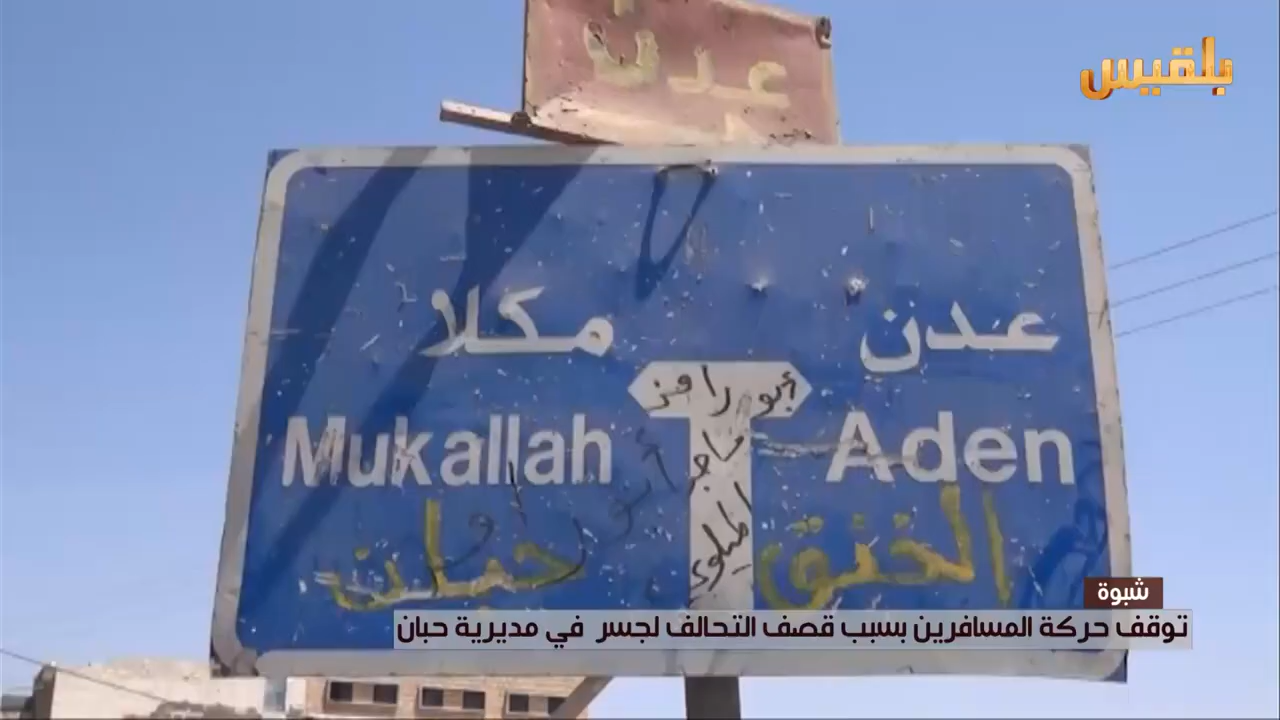 عدن
بلقيس
مكلا عدن
أبو رامز
Mukallah Aden
حبان الخنق
شبوة
توقف حركة المسافرين بسبب قصف التحالف لجسر في مديرية حبان